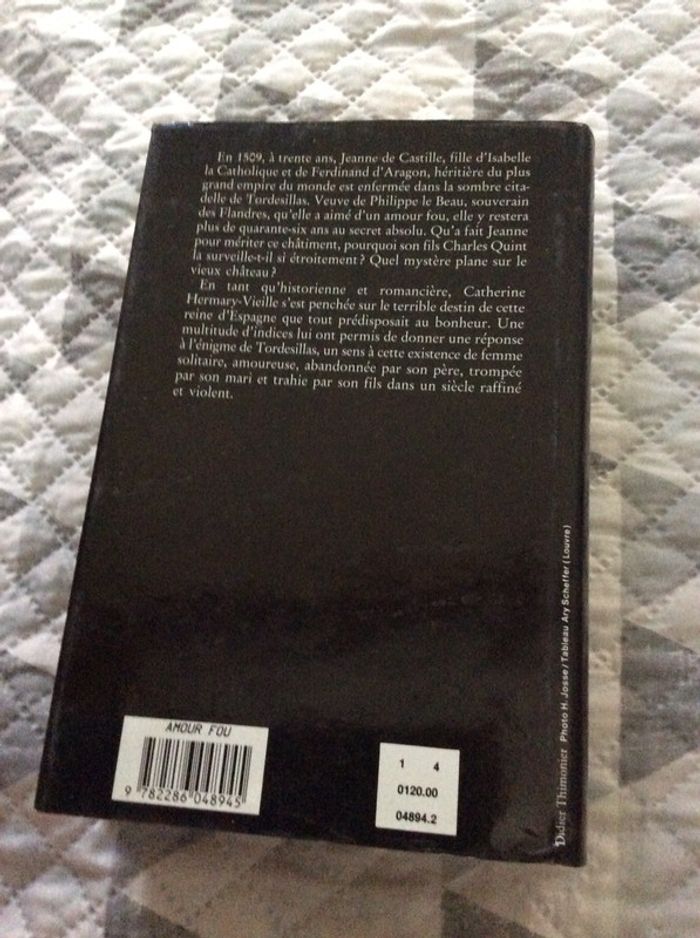 En 1509, à trente ans, Jeanne de Castille, fille d'Isabelle
la Catholique et de Ferdinand d'Aragon, héritière du plus
grand empire du monde est enfermée dans la sombre cita-
delle de Tordesillas. Veuve de Philippe le Beau, souverain
des Flandres, qu'elle a aimé d'un amour fou, elle y restera
plus de quarante-six ans au secret absolu. Qu'a fait Jeanne
pour mériter ce châtiment, pourquoi son fils Charles Quint
la surveille-t-il si étroitement ? Quel mystère plane sur le
vieux château ?
En tant qu'historienne et romancière, Catherine
Hermary-Vieille s'est penchée sur le terrible destin de cette
reine d'Espagne que tout prédisposait au bonheur. Une
multitude d'indices lui ont permis de donner une réponse
à l'énigme de Tordesillas, un sens à cette existence de femme
solitaire, amoureuse, abandonnée par son père, trompée
par son mari et trahie par son fils dans un siècle raffiné
et violent.
Didier Thimonier Photo H. Josse / Tableau Ary Scheffer (Louvre)
AMOUR FOU
9 782286 048945
1 4
0120.00
04894.2